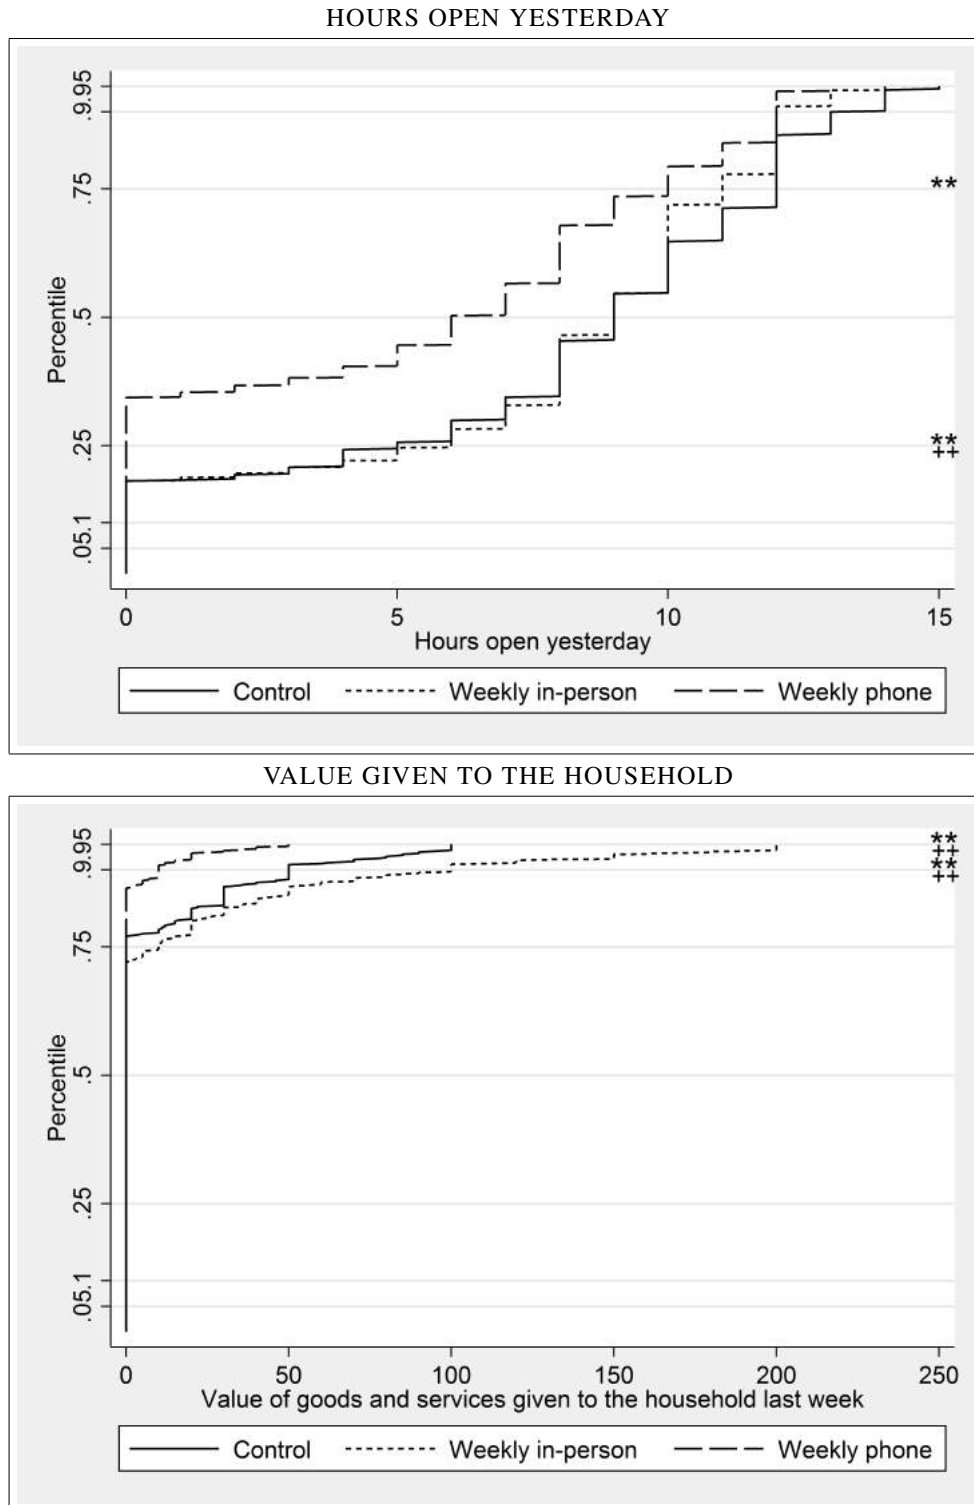 HOURS OPEN YESTERDAY
Percentile
.05.1
.25
.5
.75
.9.95
**
**
++
0 5 10 15
Hours open yesterday
Control Weekly in-person Weekly phone
VALUE GIVEN TO THE HOUSEHOLD
Percentile
.05.1
.25
.5
.75
.9.95
**
++
**
++
0 50 100 150 200 250
Value of goods and services given to the household last week
Control Weekly in-person Weekly phone